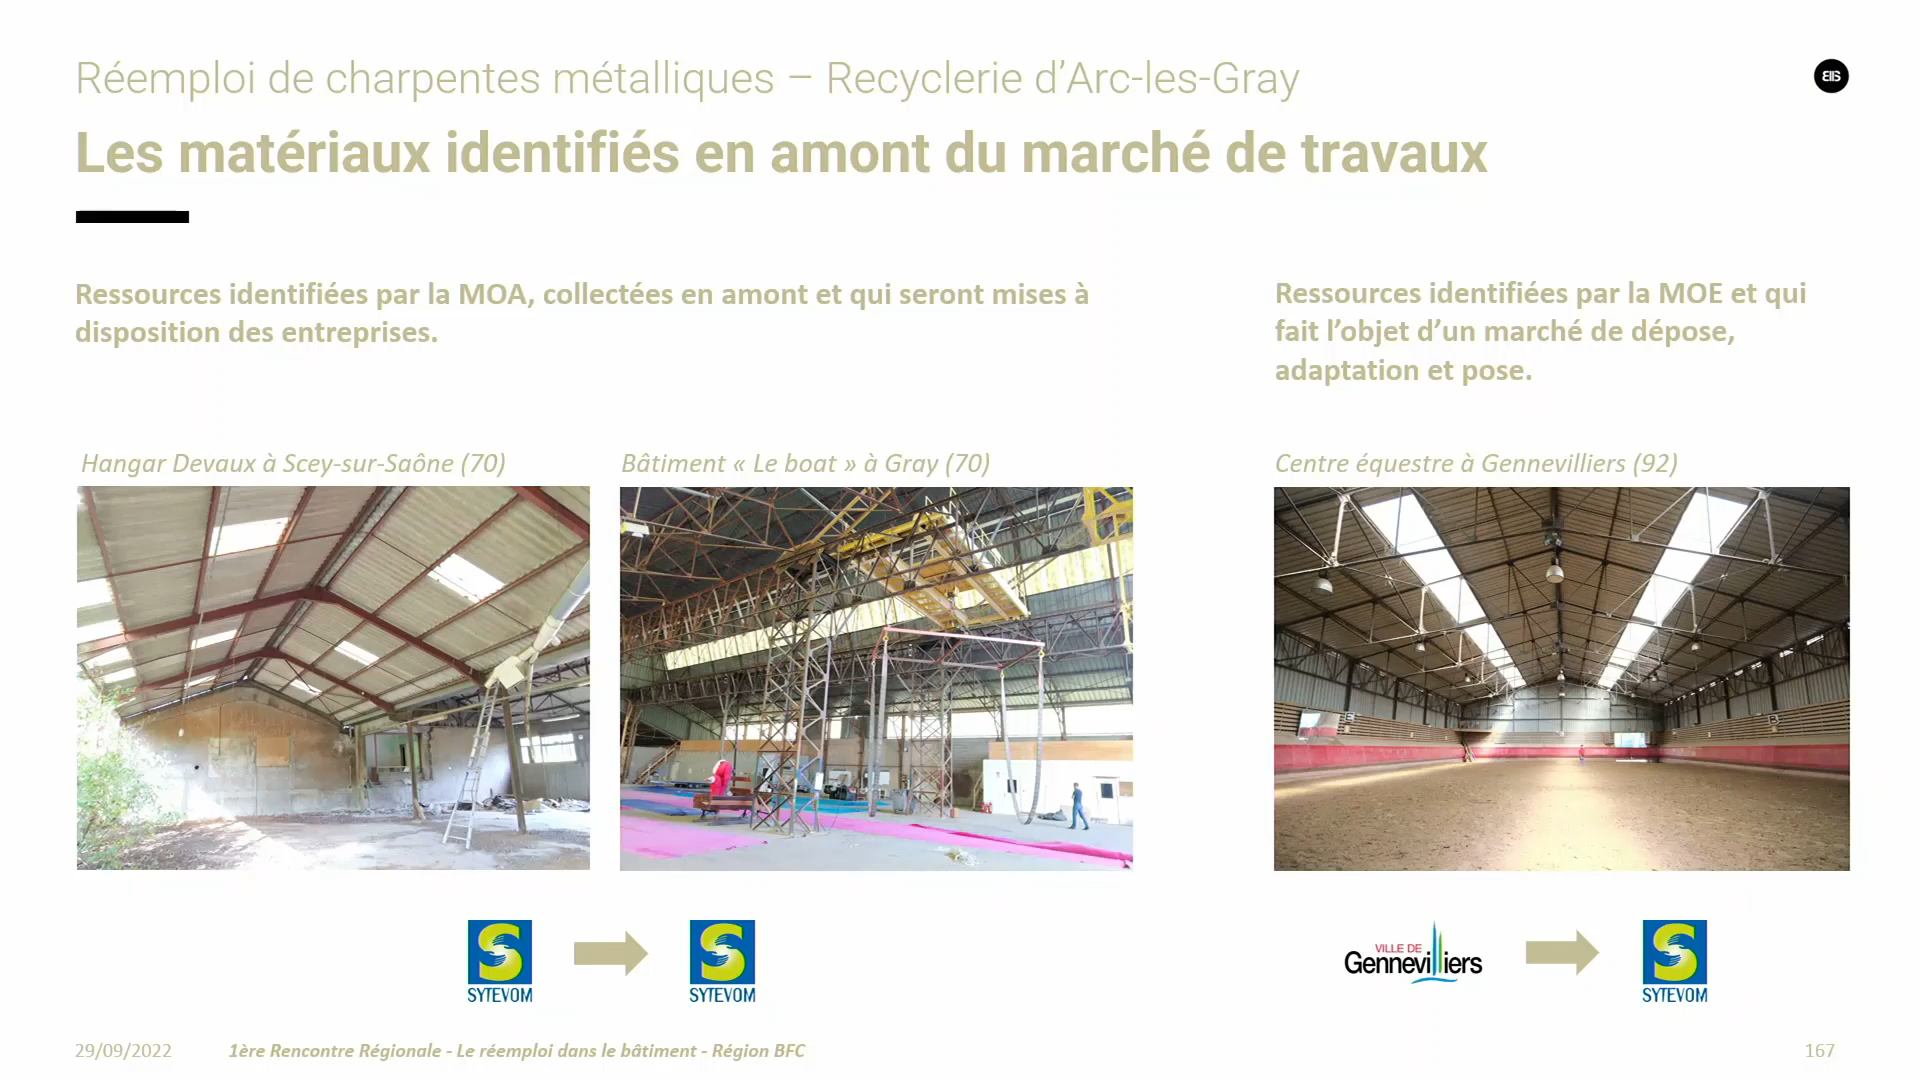 Réemploi de charpentes métalliques – Recyclerie d’Arc-les-Gray
Les matériaux identifiés en amont du marché de travaux
Ressources identifiées par la MOA, collectées en amont et qui seront mises à
disposition des entreprises.
Ressources identifiées par la MOE et qui
fait l’objet d’un marché de dépose,
adaptation et pose.
Hangar Devaux à Scey-sur-Saône (70)
Bâtiment « Le boat » à Gray (70)
Centre équestre à Gennevilliers (92)
SYTEVOM
SYTEVOM
VILLE DE
Gennevilliers
SYTEVOM
29/09/2022
1ère Rencontre Régionale - Le réemploi dans le bâtiment - Région BFC
167